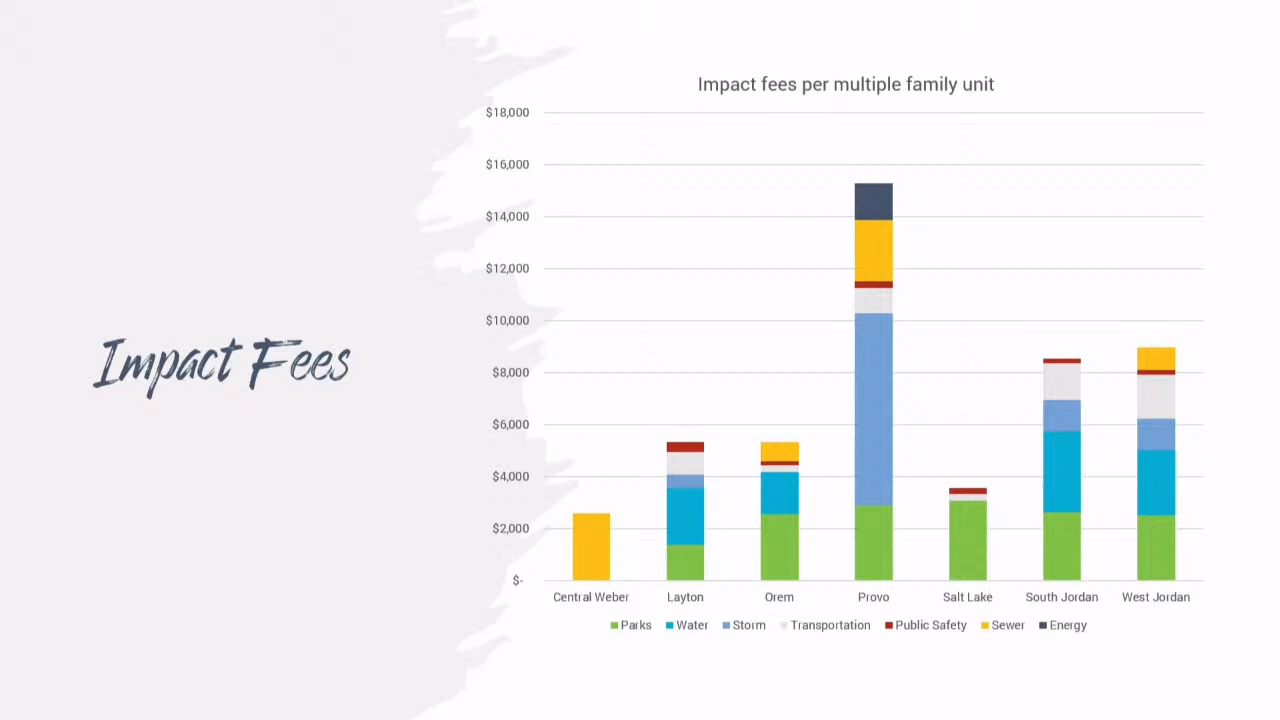 Impact Fees
Impact fees per multiple family unit
$18,000
$16,000
$14,000
$12,000
$10,000
$8,000
$6,000
$4,000
$2,000
$-
Central Weber Layton Orem Provo Salt Lake South Jordan West Jordan
Parks Water Storm Transportation Public Safety Sewer Energy